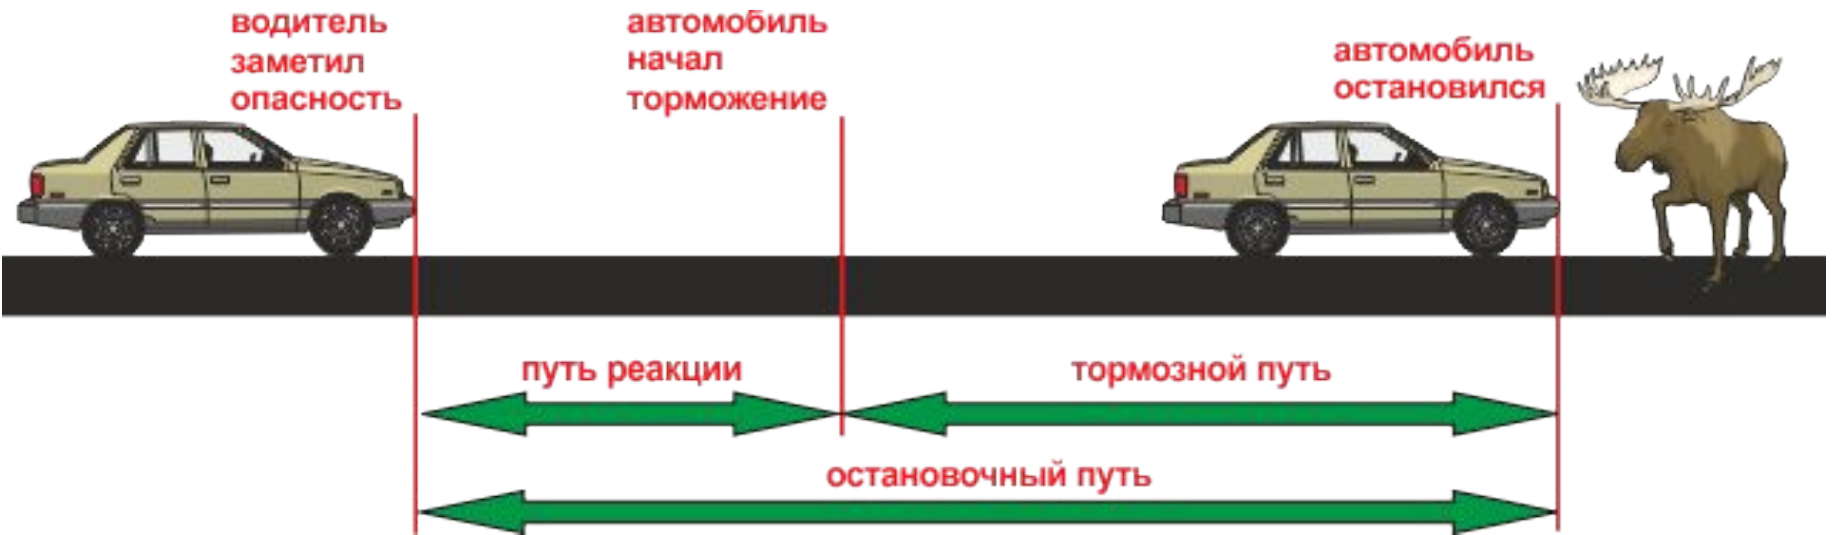 водитель
заметил
опасность
автомобиль
начал
торможение
автомобиль
остановился
путь реакции
тормозной путь
остановочный путь